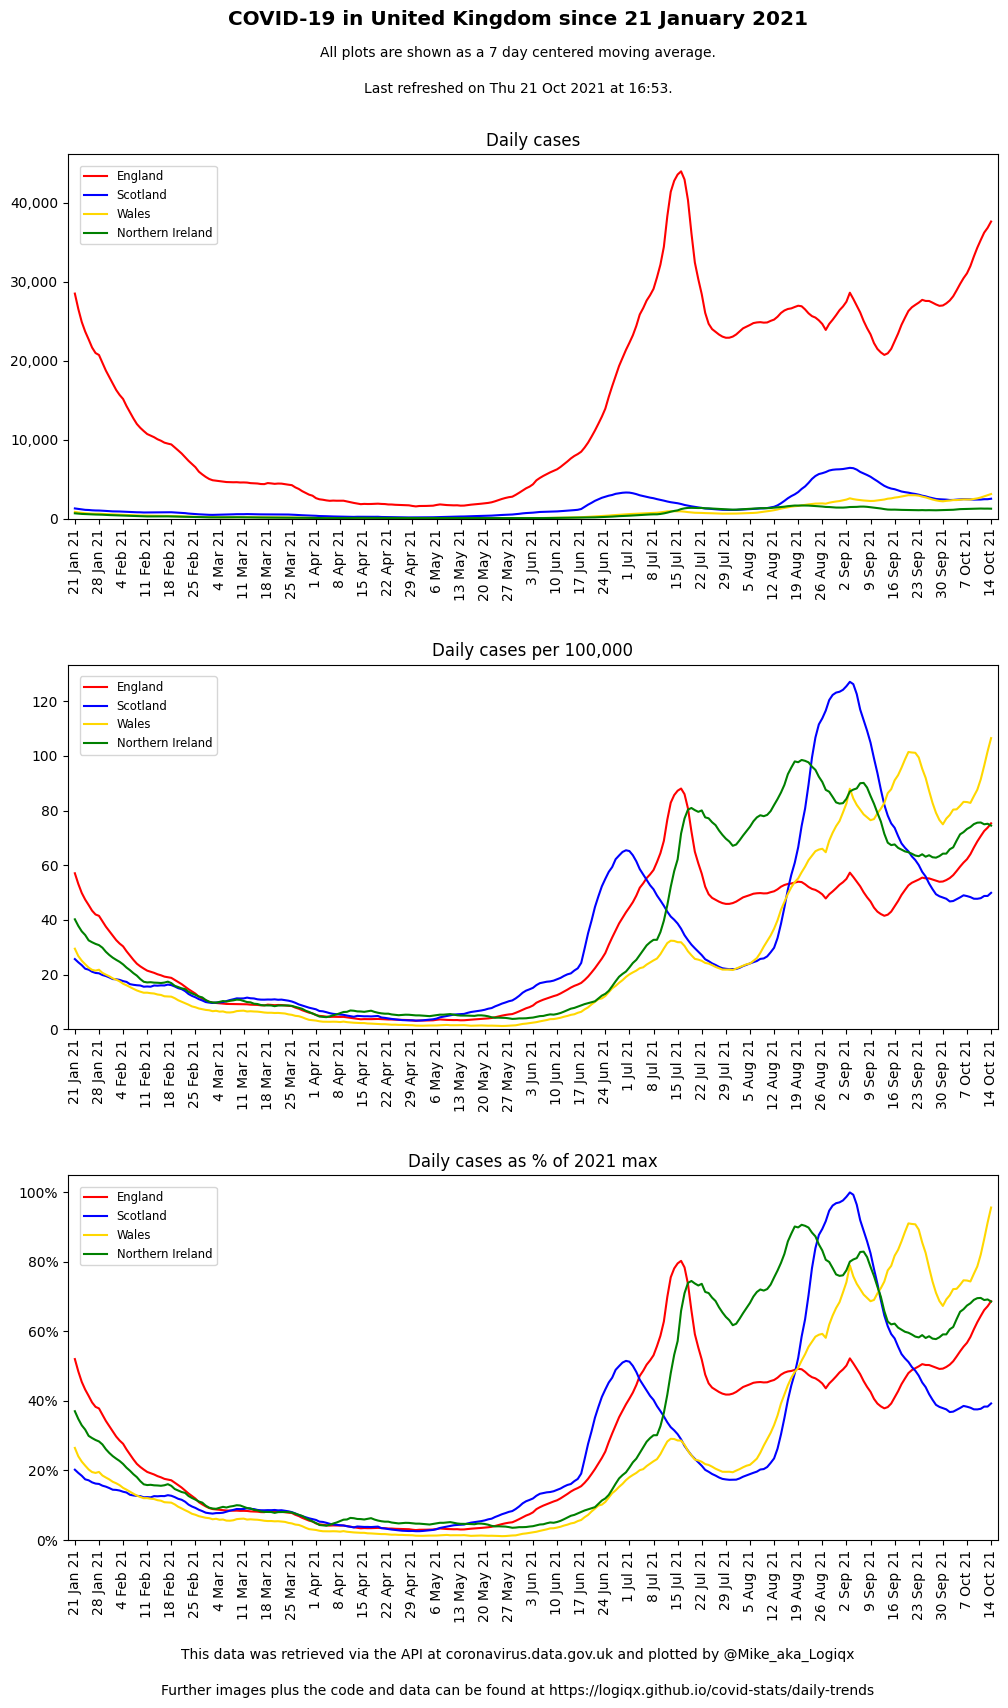 COVID-19 in United Kingdom since 21 January 2021
All plots are shown as a 7 day centered moving average.
Last refreshed on Thu 21 Oct 2021 at 16:53.
Daily cases
England
Scotland
Wales
Northern Ireland
40,000
30,000
20,000
10,000
0
21 Jan 21
28 Jan 21
4 Feb 21
11 Feb 21
18 Feb 21
25 Feb 21
4 Mar 21
11 Mar 21
18 Mar 21
25 Mar 21
1 Apr 21
8 Apr 21
15 Apr 21
22 Apr 21
29 Apr 21
6 May 21
13 May 21
20 May 21
27 May 21
3 Jun 21
10 Jun 21
17 Jun 21
24 Jun 21
1 Jul 21
8 Jul 21
15 Jul 21
22 Jul 21
29 Jul 21
5 Aug 21
12 Aug 21
19 Aug 21
26 Aug 21
2 Sep 21
9 Sep 21
16 Sep 21
23 Sep 21
30 Sep 21
7 Oct 21
14 Oct 21
Daily cases per 100,000
England
Scotland
Wales
Northern Ireland
120
100
80
60
40
20
0
21 Jan 21
28 Jan 21
4 Feb 21
11 Feb 21
18 Feb 21
25 Feb 21
4 Mar 21
11 Mar 21
18 Mar 21
25 Mar 21
1 Apr 21
8 Apr 21
15 Apr 21
22 Apr 21
29 Apr 21
6 May 21
13 May 21
20 May 21
27 May 21
3 Jun 21
10 Jun 21
17 Jun 21
24 Jun 21
1 Jul 21
8 Jul 21
15 Jul 21
22 Jul 21
29 Jul 21
5 Aug 21
12 Aug 21
19 Aug 21
26 Aug 21
2 Sep 21
9 Sep 21
16 Sep 21
23 Sep 21
30 Sep 21
7 Oct 21
14 Oct 21
Daily cases as % of 2021 max
England
Scotland
Wales
Northern Ireland
100%
80%
60%
40%
20%
0%
21 Jan 21
28 Jan 21
4 Feb 21
11 Feb 21
18 Feb 21
25 Feb 21
4 Mar 21
11 Mar 21
18 Mar 21
25 Mar 21
1 Apr 21
8 Apr 21
15 Apr 21
22 Apr 21
29 Apr 21
6 May 21
13 May 21
20 May 21
27 May 21
3 Jun 21
10 Jun 21
17 Jun 21
24 Jun 21
1 Jul 21
8 Jul 21
15 Jul 21
22 Jul 21
29 Jul 21
5 Aug 21
12 Aug 21
19 Aug 21
26 Aug 21
2 Sep 21
9 Sep 21
16 Sep 21
23 Sep 21
30 Sep 21
7 Oct 21
14 Oct 21
This data was retrieved via the API at coronavirus.data.gov.uk and plotted by @Mike_aka_Logiqx
Further images plus the code and data can be found at https://logiqx.github.io/covid-stats/daily-trends